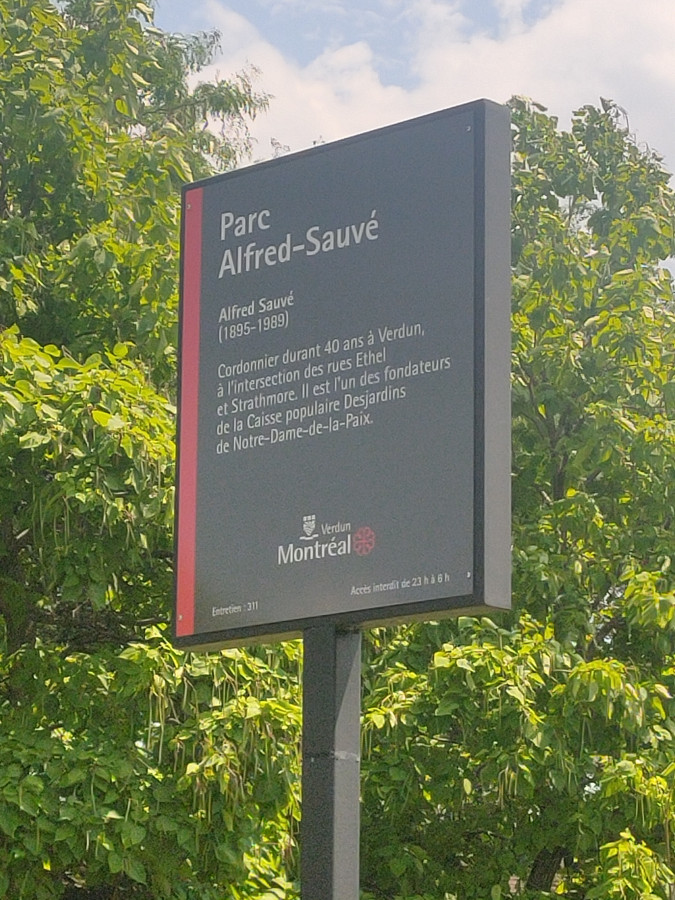 Parc
Alfred-Sauvé
Alfred Sauvé
(1895-1989)
Cordonnier durant 40 ans à Verdun,
à l'intersection des rues Ethel
et Strathmore. Il est l'un des fondateurs
de la Caisse populaire Desjardins
de Notre-Dame-de-la-Paix.
Verdun
Montréal
Entretien : 311
Accès interdit de 23 h à 6 h